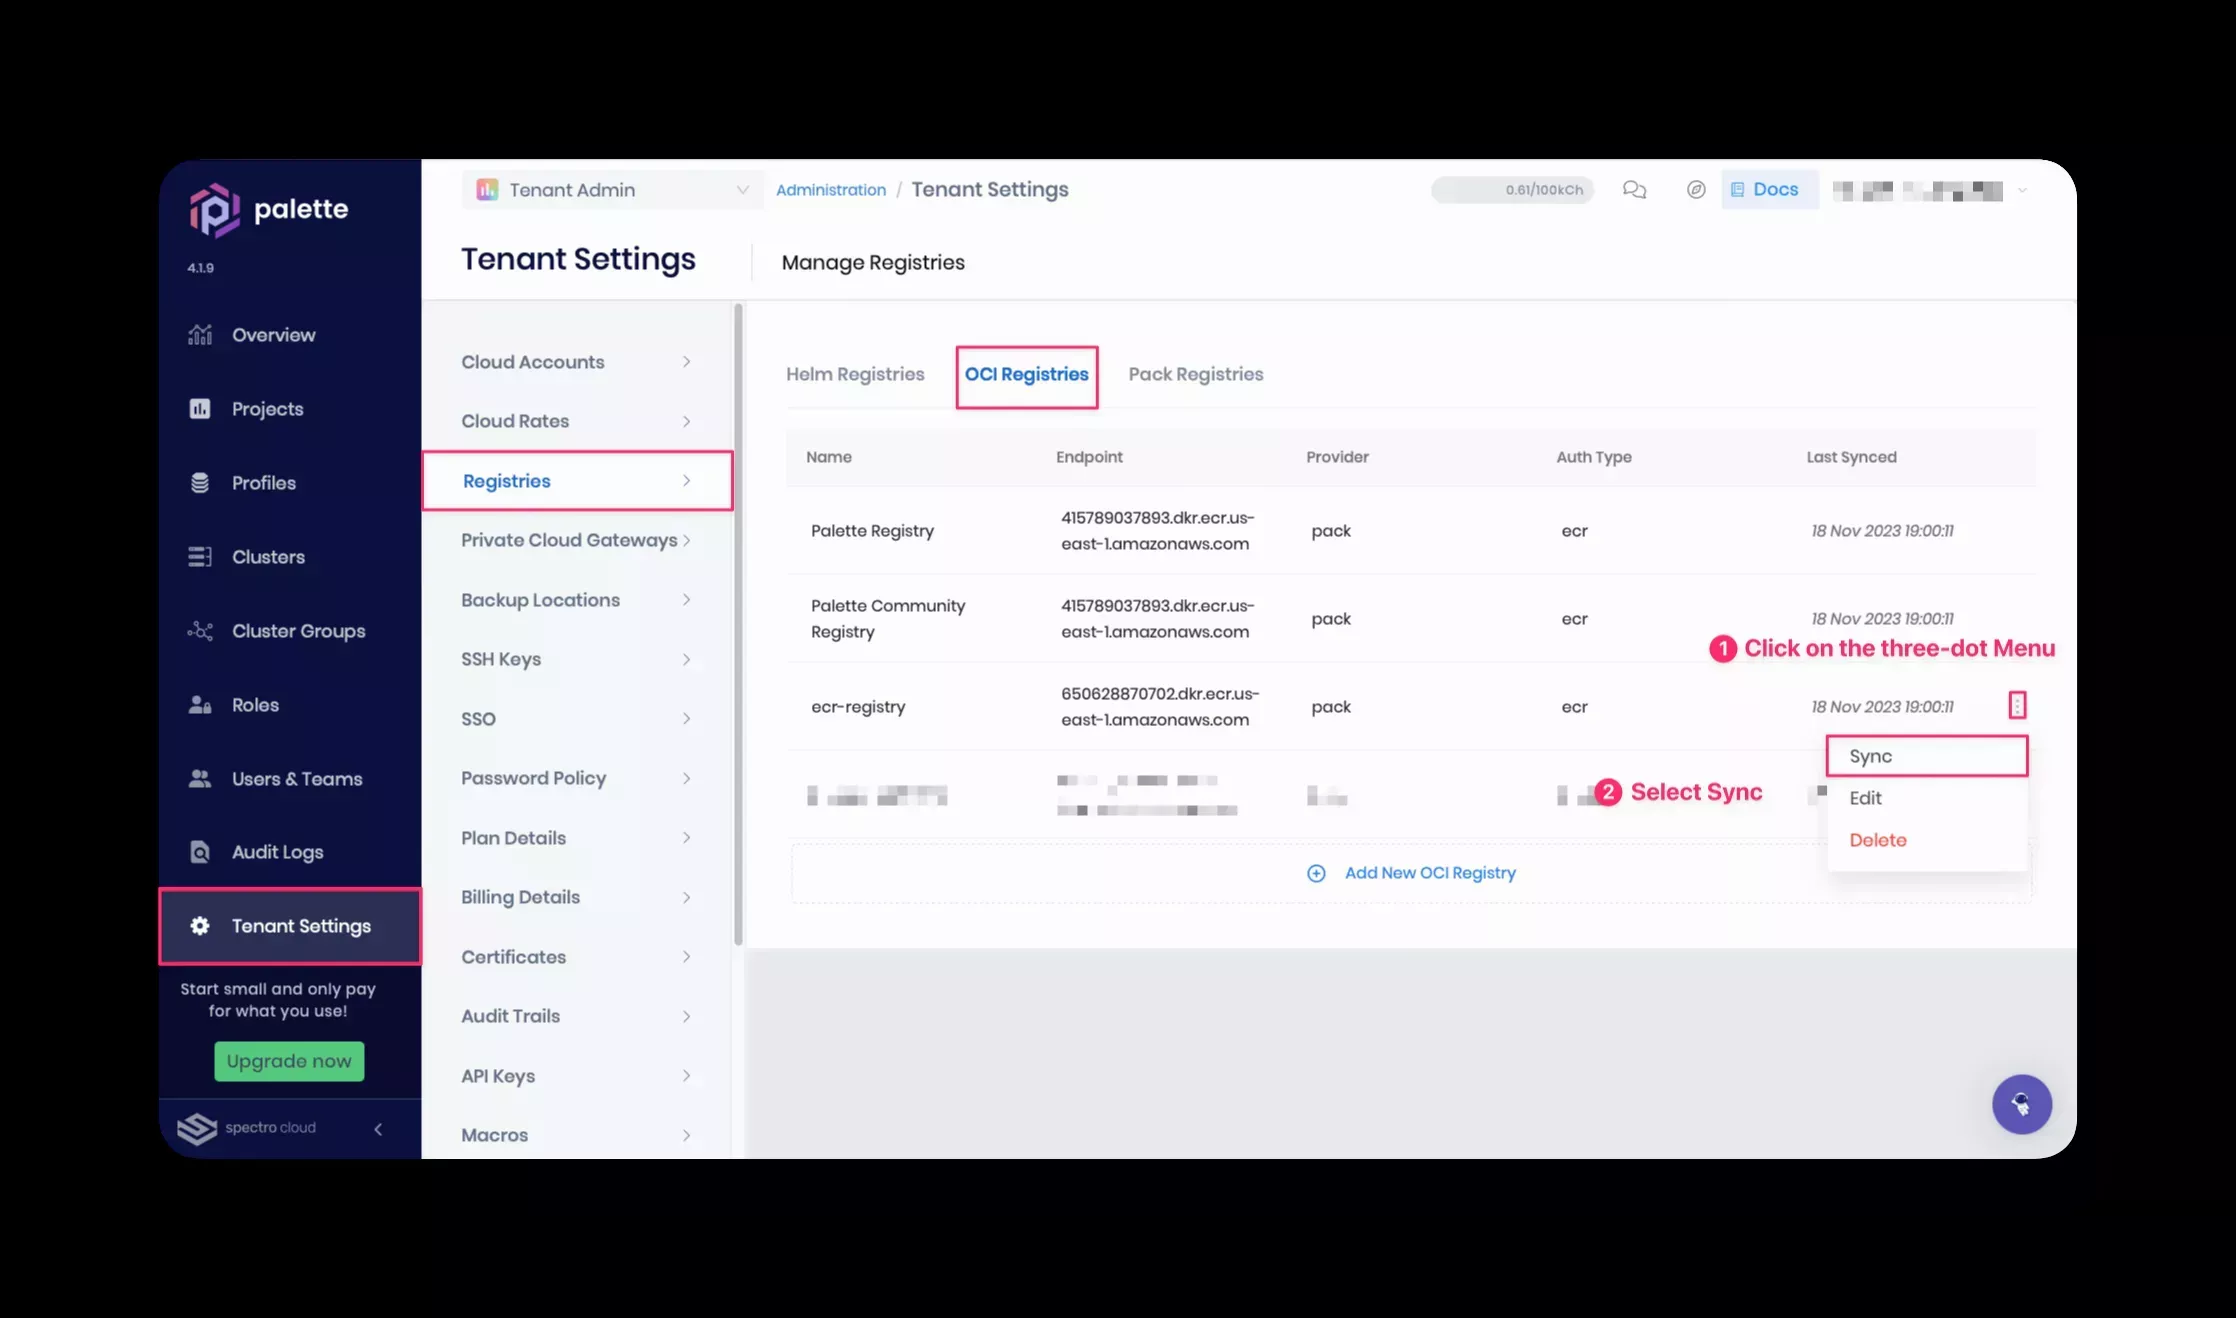 palette
4.1.9
Overview
Projects
Profiles
Clusters
Cluster Groups
Roles
Users & Teams
Audit Logs
Tenant Settings
Start small and only pay
for what you use!
Upgrade now
spectro cloud
Tenant Admin
Administration / Tenant Settings
0.61/100kCh
Docs
Tenant Settings
Manage Registries
Cloud Accounts
Cloud Rates
Registries
Private Cloud Gateways
Backup Locations
SSH Keys
SSO
Password Policy
Plan Details
Billing Details
Certificates
Audit Trails
API Keys
Macros
Helm Registries
OCI Registries
Pack Registries
Name
Endpoint
Provider
Auth Type
Last Synced
Palette Registry
415789037893.dkr.ecr.us-
east-1.amazonaws.com
pack
ecr
18 Nov 2023 19:00:11
Palette Community
Registry
415789037893.dkr.ecr.us-
east-1.amazonaws.com
pack
ecr
18 Nov 2023 19:00:11
1 Click on the three-dot Menu
ecr-registry
650628870702.dkr.ecr.us-
east-1.amazonaws.com
pack
ecr
18 Nov 2023 19:00:11
2 Select Sync
Sync
Edit
Delete
Add New OCI Registry